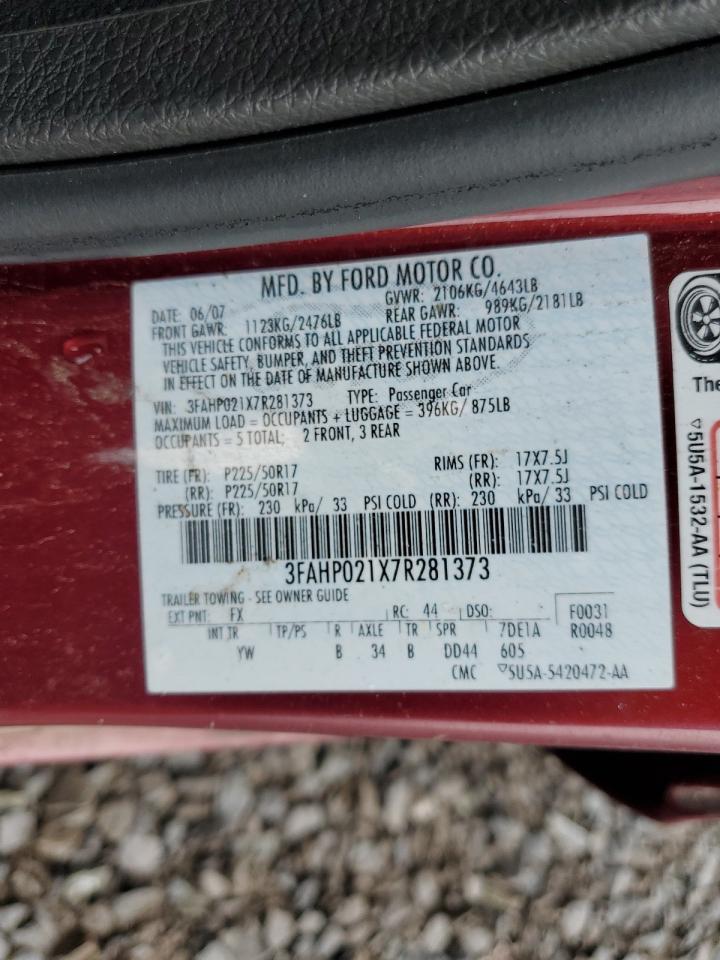 MFD. BY FORD MOTOR CO.
DATE: 06/07 GVWR: 2106KG/4643LB
FRONT GAWR: 1123KG/2476LB REAR GAWR: 989KG/2181LB
THIS VEHICLE CONFORMS TO ALL APPLICABLE FEDERAL MOTOR
VEHICLE SAFETY, BUMPER, AND THEFT PREVENTION STANDARDS
IN EFFECT ON THE DATE OF MANUFACTURE SHOWN ABOVE.
VIN: 3FAHP021X7R281373 TYPE: Passenger Car
MAXIMUM LOAD = OCCUPANTS + LUGGAGE = 396KG/ 875LB
OCCUPANTS = 5 TOTAL; 2 FRONT, 3 REAR
TIRE (FR): P225/50R17 RIMS (FR): 17X7.5J
(RR): P225/50R17 (RR): 17X7.5J
PRESSURE (FR): 230 kPa/ 33 PSI COLD (RR): 230 kPa/ 33 PSI COLD
3FAHP021X7R281373
TRAILER TOWING - SEE OWNER GUIDE
EXT PNT: FX RC: 44 DSO: F0031
INT TR TP/PS R AXLE TR SPR 7DE1A R0048
YW B 34 B DD44 605
CMC ▽5U5A-5420472-AA
The
▽5U5A-1532-AA (TLU)